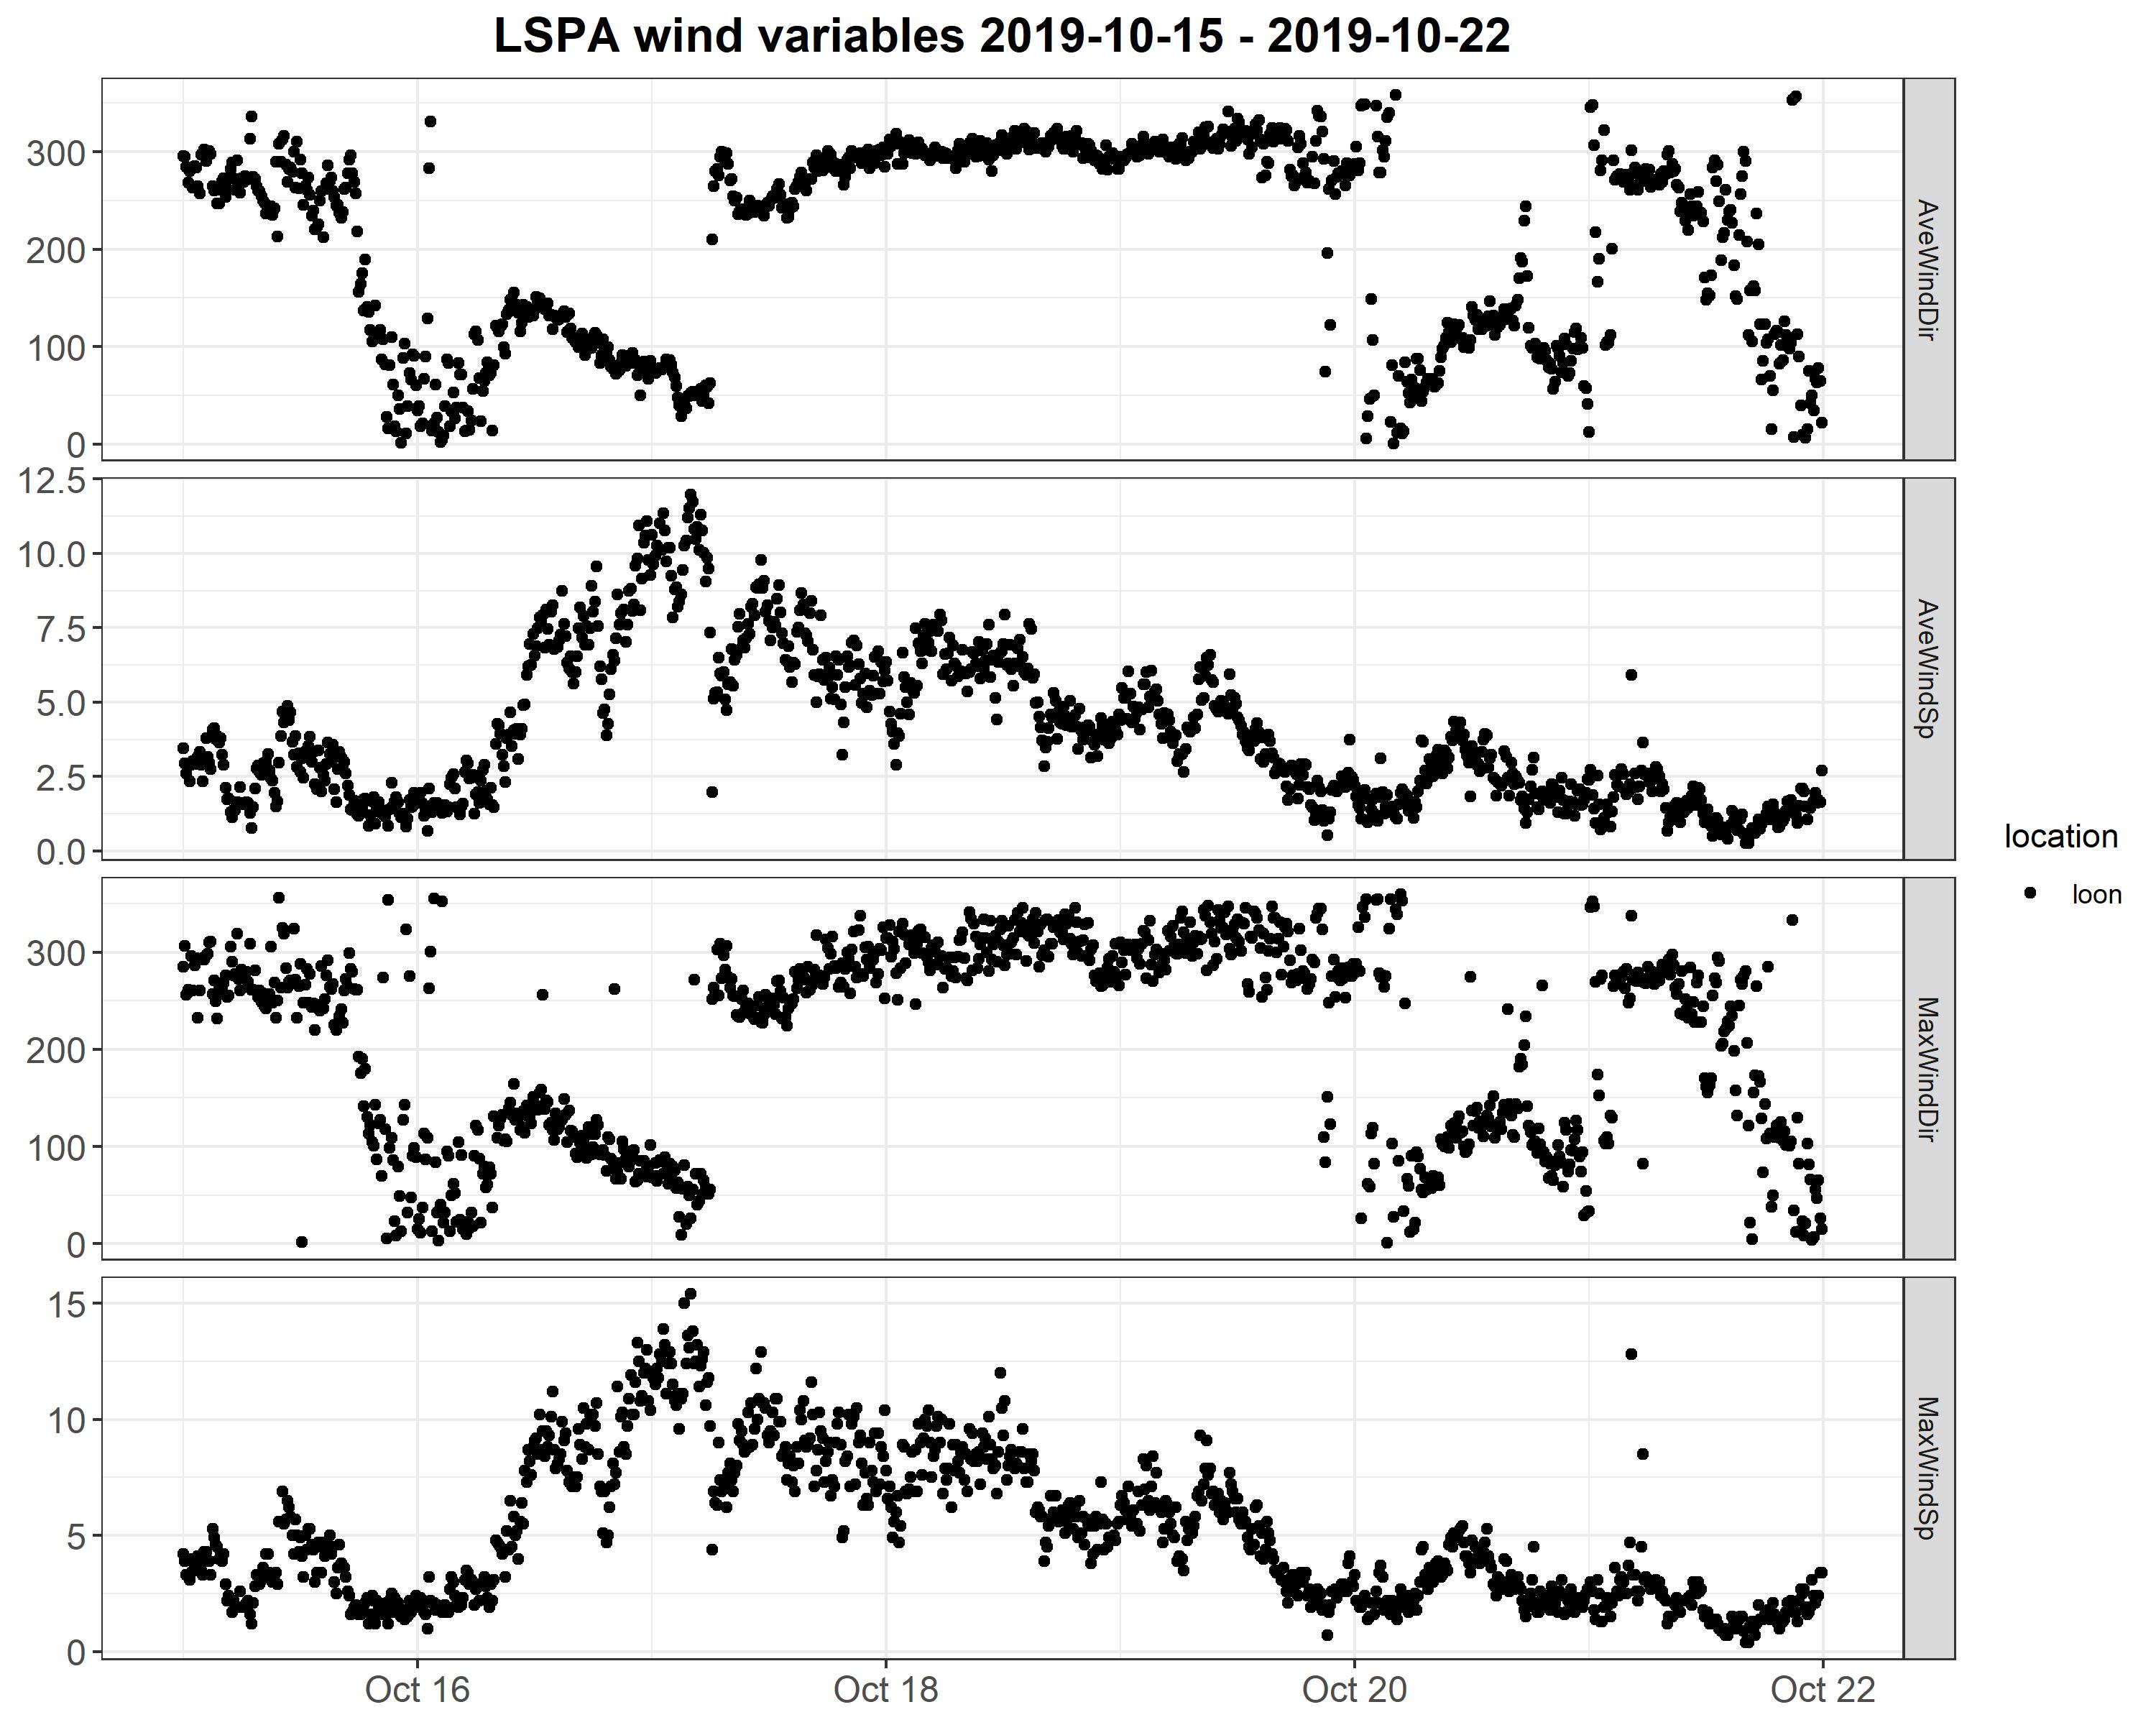 LSPA wind variables 2019-10-15 - 2019-10-22
300
200
100
0
AveWindDir
12.5
10.0
7.5
5.0
2.5
0.0
AveWindSp
location
loon
300
200
100
0
MaxWindDir
15
10
5
0
MaxWindSp
Oct 16 Oct 18 Oct 20 Oct 22